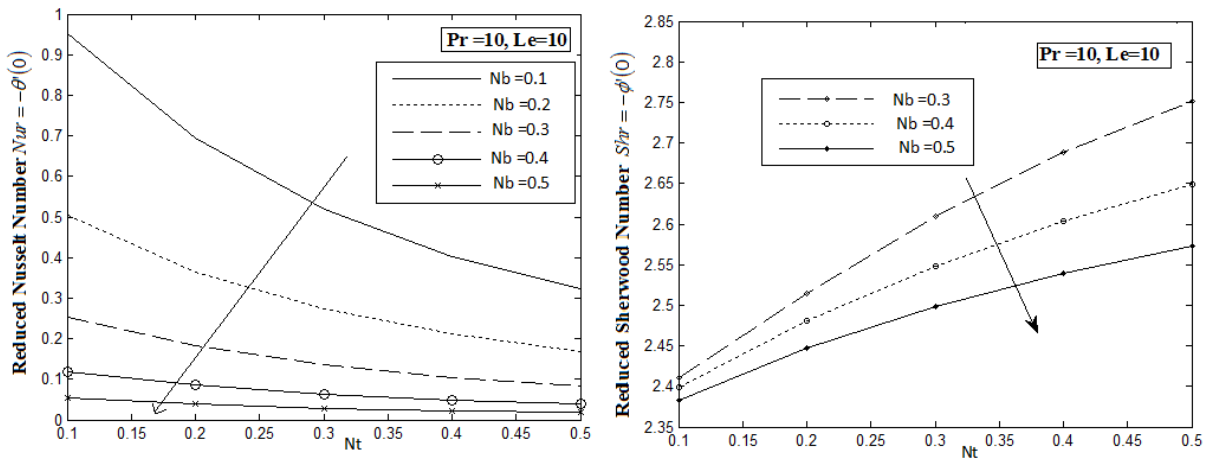 Reduced Nusselt Number Nur = −θ'(0)
1
0.9
0.8
0.7
0.6
0.5
0.4
0.3
0.2
0.1
0
Pr =10, Le=10
Nb =0.1
Nb =0.2
Nb =0.3
Nb =0.4
Nb =0.5
0.1 0.15 0.2 0.25 0.3 0.35 0.4 0.45 0.5
Nt
Reduced Sherwood Number Shr = −ϕ'(0)
2.85
2.8
2.75
2.7
2.65
2.6
2.55
2.5
2.45
2.4
2.35
Pr =10, Le=10
Nb =0.3
Nb =0.4
Nb =0.5
0.1 0.15 0.2 0.25 0.3 0.35 0.4 0.45 0.5
Nt